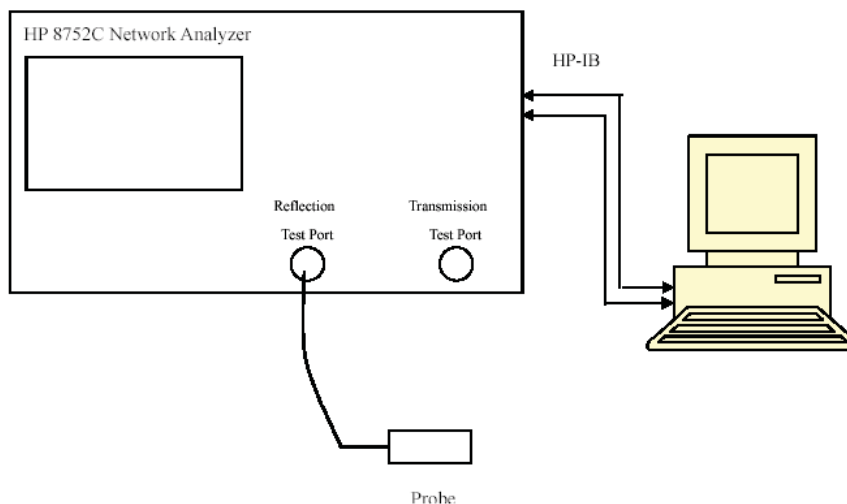 HP 8752C Network Analyzer
HP-IB
Reflection
Test Port
Transmission
Test Port
Probe